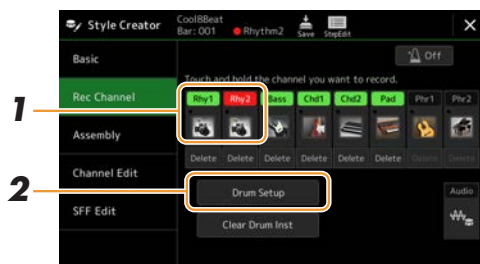 Style Creator
Cool8Beat
Bar: 001
Rhythm2
Save
StepEdit
Basic
Off
Touch and hold the channel you want to record.
Rec Channel
Rhy1 Rhy2 Bass Chd1 Chd2 Pad Phr1 Phr2
1
Assembly
Delete Delete Delete Delete Delete Delete Delete Delete
Channel Edit
2
Drum Setup
Audio
SFF Edit
Clear Drum Inst